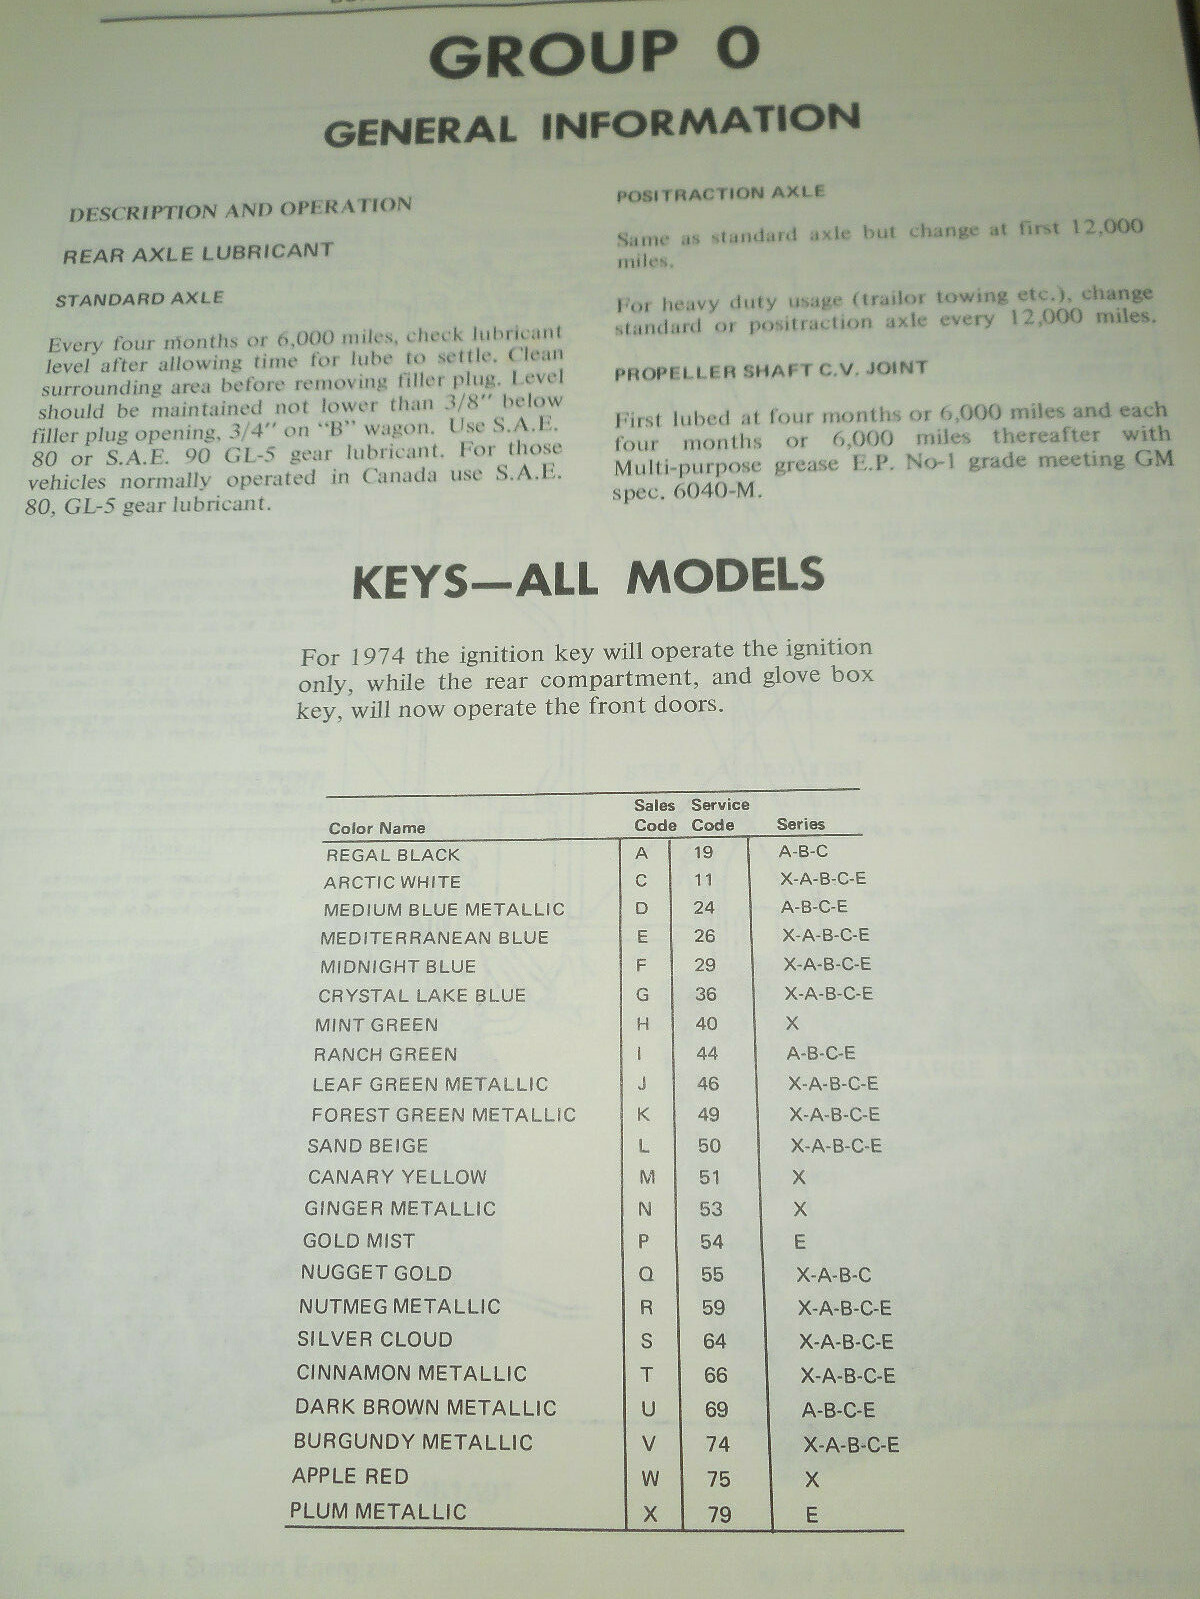 GROUP 0
GENERAL INFORMATION
DESCRIPTION AND OPERATION
REAR AXLE LUBRICANT
STANDARD AXLE
Every four months or 6,000 miles, check lubricant
level after allowing time for lube to settle. Clean
surrounding area before removing filler plug. Level
should be maintained not lower than 3/8" below
filler plug opening, 3/4" on "B" wagon. Use S.A.E.
80 or S.A.E. 90 GL-5 gear lubricant. For those
vehicles normally operated in Canada use S.A.E.
80, GL-5 gear lubricant.
POSITRACTION AXLE
Same as standard axle but change at first 12,000
miles.
For heavy duty usage (trailor towing etc.), change
standard or positraction axle every 12,000 miles.
PROPELLER SHAFT C.V. JOINT
First lubed at four months or 6,000 miles and each
four months or 6,000 miles thereafter with
Multi-purpose grease E.P. No-1 grade meeting GM
spec. 6040-M.
KEYS—ALL MODELS
For 1974 the ignition key will operate the ignition
only, while the rear compartment, and glove box
key, will now operate the front doors.
Color Name Sales Code Service Code Series
REGAL BLACK A 19 A-B-C
ARCTIC WHITE C 11 X-A-B-C-E
MEDIUM BLUE METALLIC D 24 A-B-C-E
MEDITERRANEAN BLUE E 26 X-A-B-C-E
MIDNIGHT BLUE F 29 X-A-B-C-E
CRYSTAL LAKE BLUE G 36 X-A-B-C-E
MINT GREEN H 40 X
RANCH GREEN I 44 A-B-C-E
LEAF GREEN METALLIC J 46 X-A-B-C-E
FOREST GREEN METALLIC K 49 X-A-B-C-E
SAND BEIGE L 50 X-A-B-C-E
CANARY YELLOW M 51 X
GINGER METALLIC N 53 X
GOLD MIST P 54 E
NUGGET GOLD Q 55 X-A-B-C
NUTMEG METALLIC R 59 X-A-B-C-E
SILVER CLOUD S 64 X-A-B-C-E
CINNAMON METALLIC T 66 X-A-B-C-E
DARK BROWN METALLIC U 69 A-B-C-E
BURGUNDY METALLIC V 74 X-A-B-C-E
APPLE RED W 75 X
PLUM METALLIC X 79 E